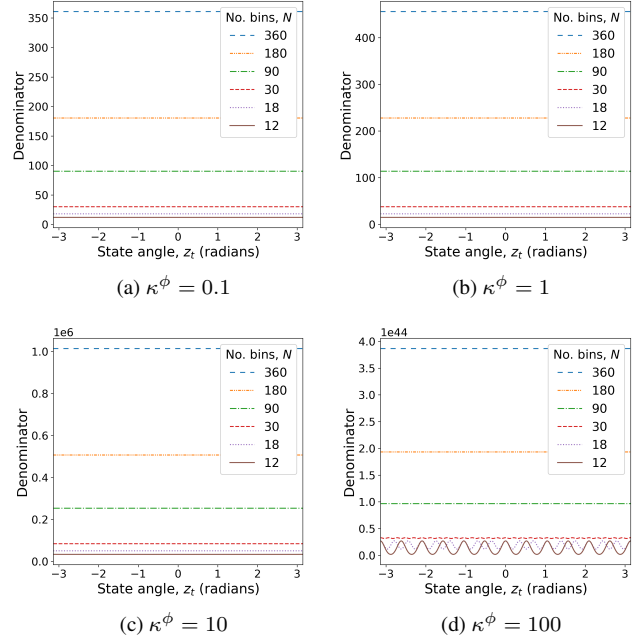 No. bins, N
360
180
90
30
18
12
Denominator
350
300
250
200
150
100
50
0
−3 −2 −1 0 1 2 3
State angle, z_t (radians)
(a) κ^ϕ = 0.1
No. bins, N
360
180
90
30
18
12
Denominator
400
300
200
100
0
−3 −2 −1 0 1 2 3
State angle, z_t (radians)
(b) κ^ϕ = 1
1e6
No. bins, N
360
180
90
30
18
12
Denominator
1.0
0.8
0.6
0.4
0.2
0.0
−3 −2 −1 0 1 2 3
State angle, z_t (radians)
(c) κ^ϕ = 10
1e44
No. bins, N
360
180
90
30
18
12
Denominator
4.0
3.5
3.0
2.5
2.0
1.5
1.0
0.5
0.0
−3 −2 −1 0 1 2 3
State angle, z_t (radians)
(d) κ^ϕ = 100